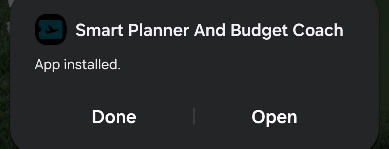 Smart Planner And Budget Coach
App installed.
Done
Open